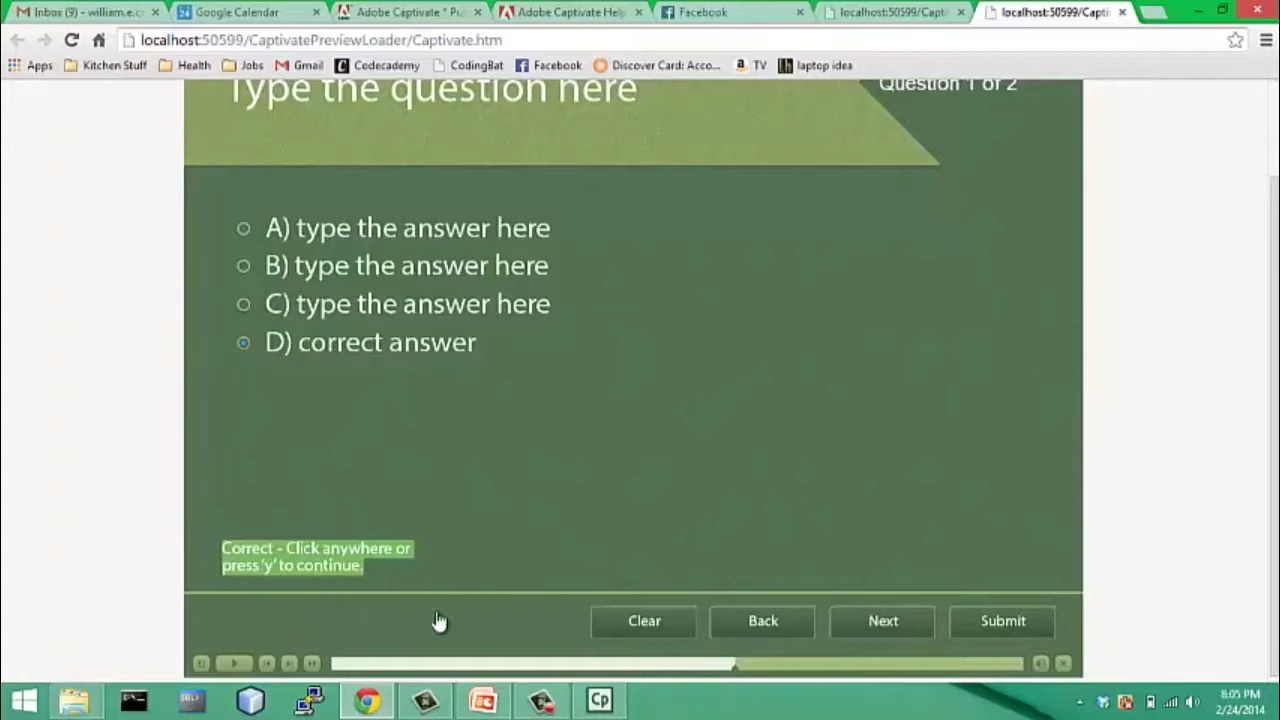 Inbox (9) - william.e.c
Google Calendar
Adobe Captivate * Pu
Adobe Captivate Help
Facebook
localhost:50599/Capti
localhost:50599/Capti
localhost:50599/CaptivatePreviewLoader/Captivate.htm
Apps
Kitchen Stuff
Health
Jobs
Gmail
Codecademy
CodingBat
Facebook
Discover Card: Acco...
TV
laptop idea
Type the question here
Question 1 of 2
A) type the answer here
B) type the answer here
C) type the answer here
D) correct answer
Correct - Click anywhere or
press 'y' to continue.
Clear
Back
Next
Submit
Cp
8:05 PM
2/24/2014